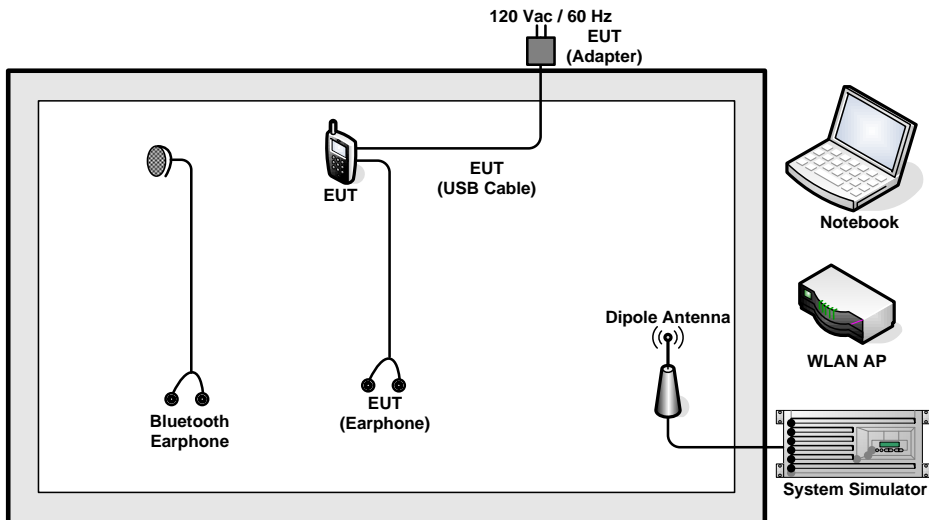 120 Vac / 60 Hz
EUT
(Adapter)
EUT
EUT
(USB Cable)
Notebook
Dipole Antenna
WLAN AP
Bluetooth
Earphone
EUT
(Earphone)
System Simulator